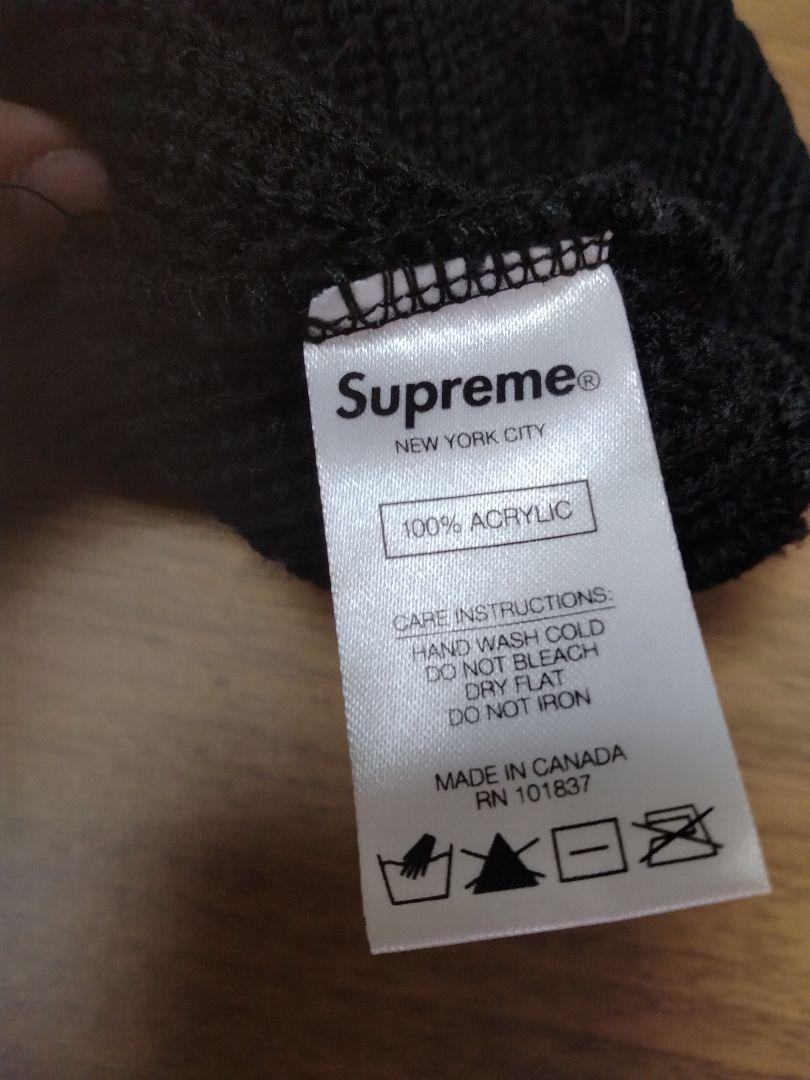 Supreme®
NEW YORK CITY
100% ACRYLIC
CARE INSTRUCTIONS:
HAND WASH COLD
DO NOT BLEACH
DRY FLAT
DO NOT IRON
MADE IN CANADA
RN 101837